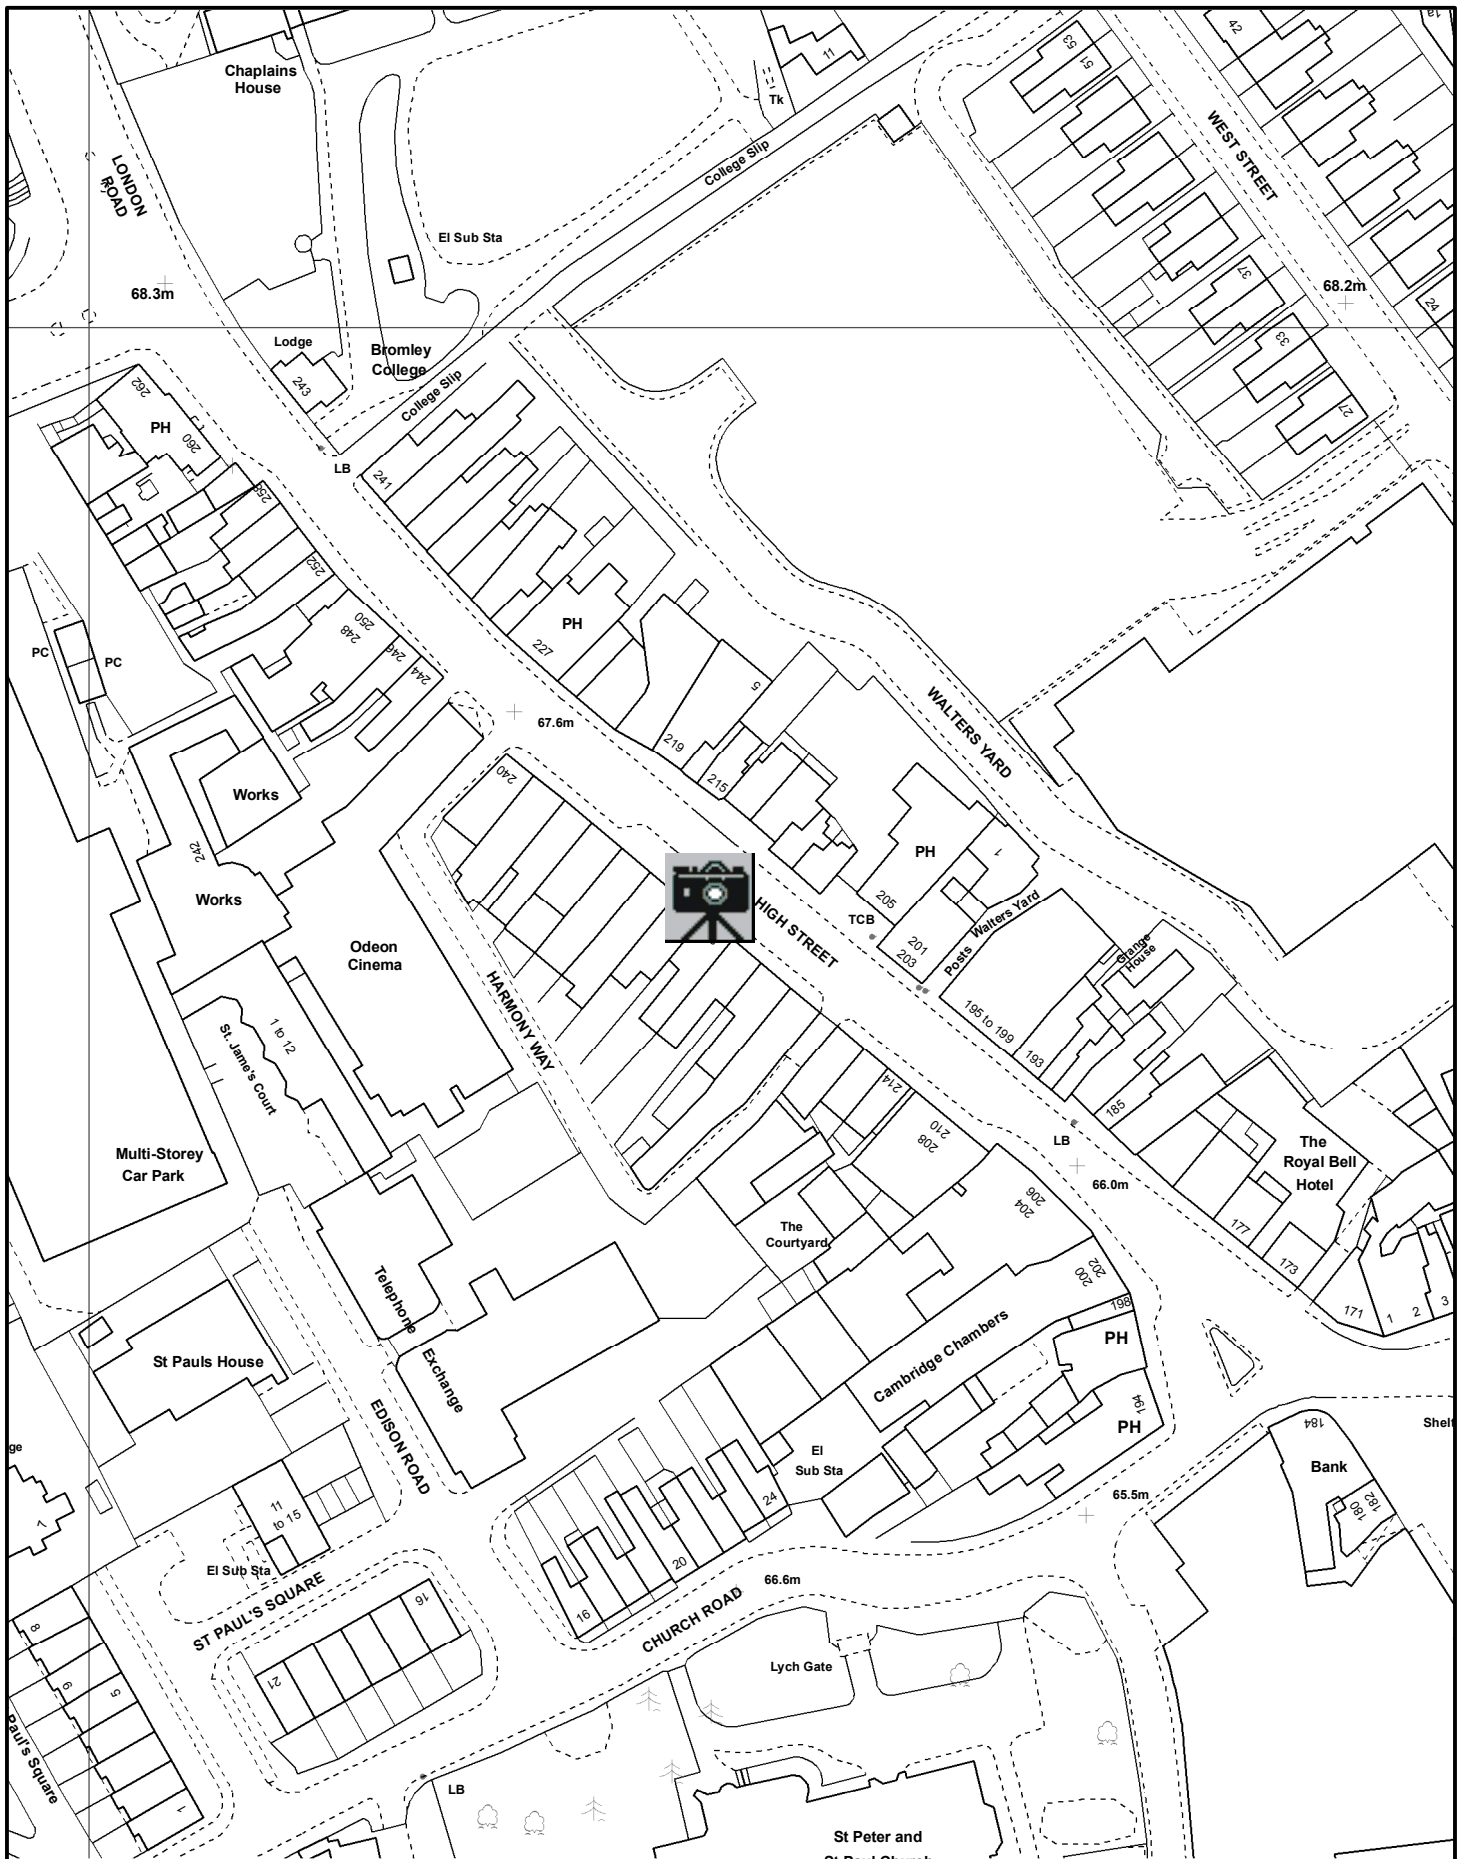 42
53
51
11
Chaplains
House
Tk
WEST STREET
College Slip
LONDON
ROAD
El Sub Sta
37
68.3m
68.2m
24
Lodge
Bromley
College
33
243
College Slip
262
27
PH
260
LB
241
258
252
250
248
PH
246
PC
PC
244
227
5
WALTERS YARD
67.6m
219
240
215
Works
242
PH
1
Works
HIGH STREET
205
TCB
Walters Yard
Odeon
Cinema
201
203
Posts
Grange
House
HARMONY WAY
195 to 199
1 to 12
St. Jame's Court
193
214
185
210
208
LB
Multi-Storey
Car Park
The
Royal Bell
Hotel
66.0m
206
204
The
Courtyard
177
202
200
173
Telephone
Exchange
198
171
1
2
3
PH
St Pauls House
Cambridge Chambers
194
EDISON ROAD
PH
184
Shelt
ge
El
Sub Sta
Bank
24
65.5m
182
180
11
to 15
7
El Sub Sta
20
66.6m
ST PAUL'S SQUARE
16
16
CHURCH ROAD
8
Lych Gate
21
6
5
Paul's Square
LB
1
St Peter and